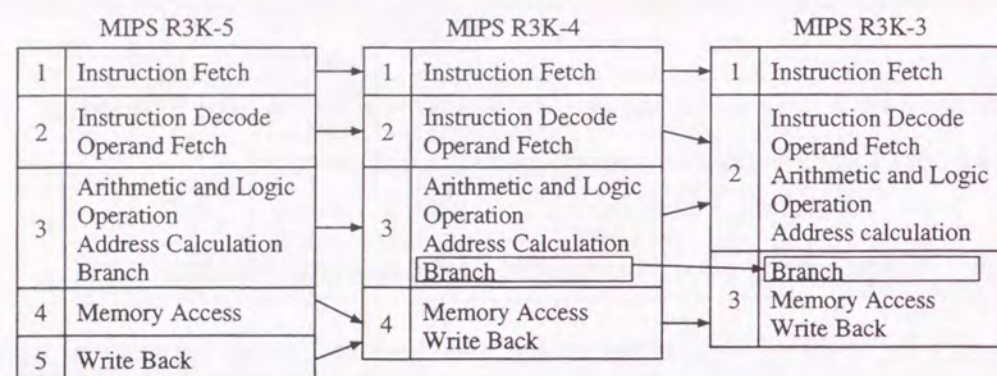 MIPS R3K-5
1 Instruction Fetch
2 Instruction Decode
Operand Fetch
3 Arithmetic and Logic
Operation
Address Calculation
Branch
4 Memory Access
5 Write Back
MIPS R3K-4
1 Instruction Fetch
2 Instruction Decode
Operand Fetch
3 Arithmetic and Logic
Operation
Address Calculation
Branch
4 Memory Access
Write Back
MIPS R3K-3
1 Instruction Fetch
2 Instruction Decode
Operand Fetch
Arithmetic and Logic
Operation
Address calculation
3 Branch
Memory Access
Write Back